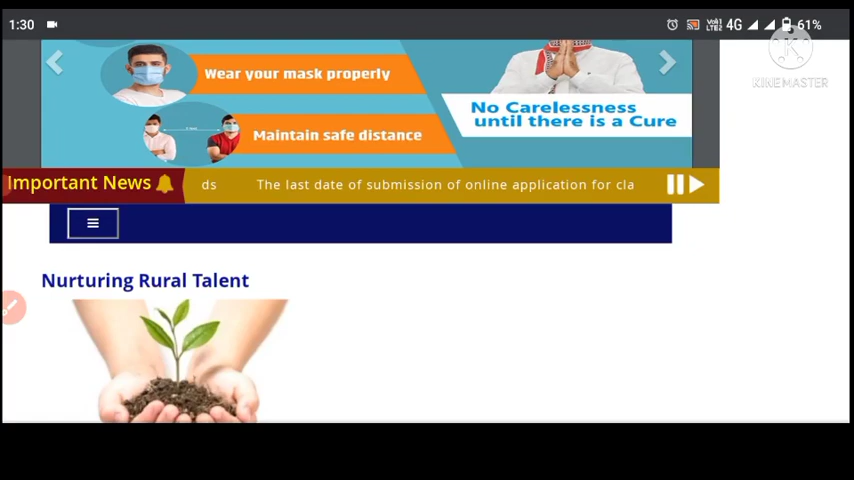 1:30
4G
61%
KINEMASTER
Wear your mask properly
Maintain safe distance
No Carelessness
until there is a Cure
Important News
ds The last date of submission of online application for cla
Nurturing Rural Talent